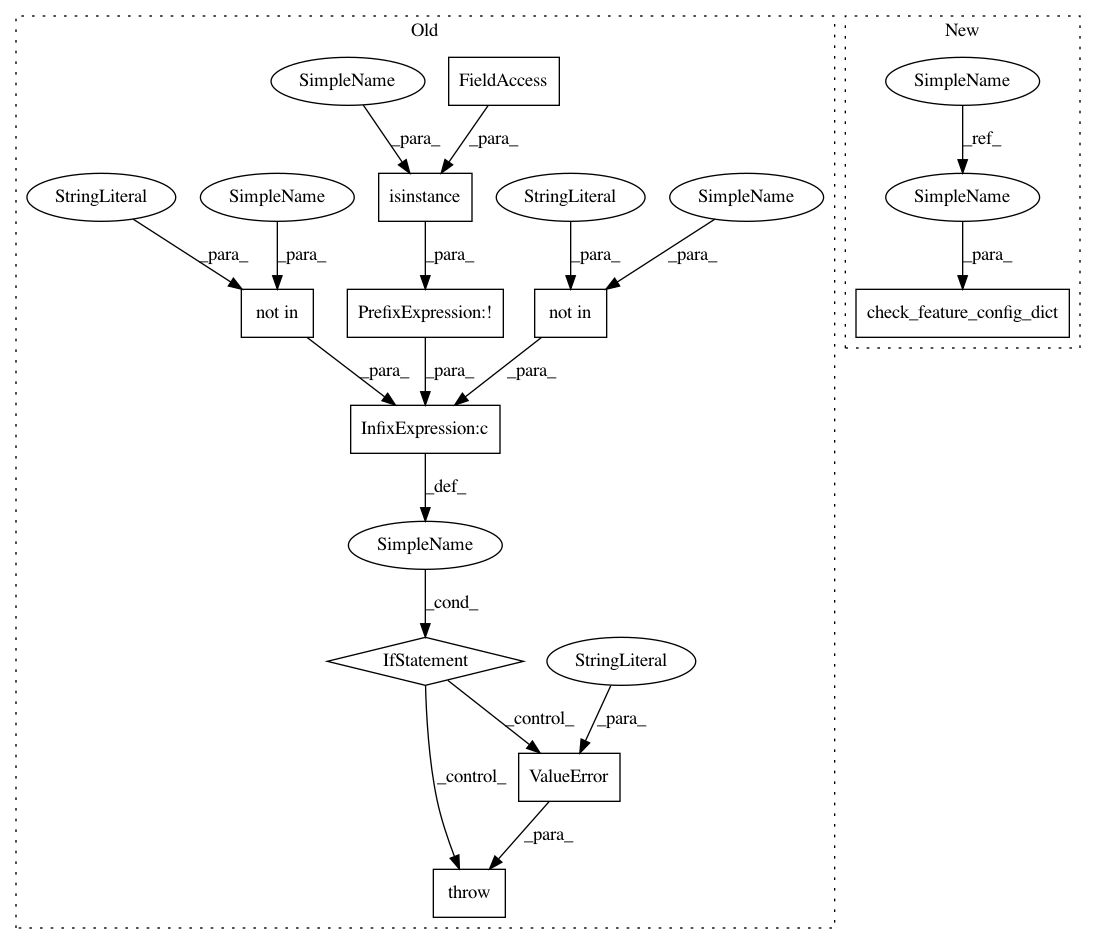 Old
New
SimpleName
FieldAccess
SimpleName
_para_
_para_
_ref_
StringLiteral
SimpleName
isinstance
StringLiteral
SimpleName
SimpleName
_para_
_para_
_para_
_para_
_para_
_para_
not in
PrefixExpression:!
not in
check_feature_config_dict
_para_
_para_
_para_
InfixExpression:c
_def_
SimpleName
_cond_
IfStatement
StringLiteral
_control_
_para_
_control_
ValueError
_para_
throw